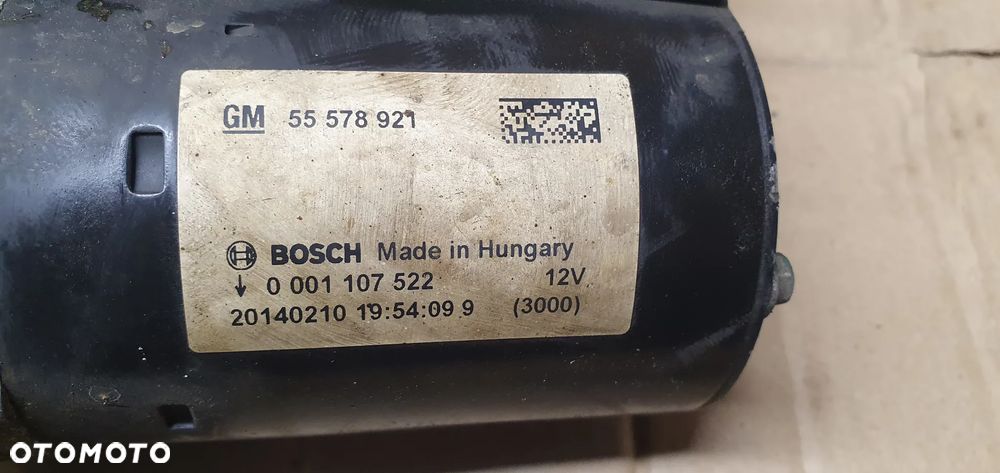 GM 55 578 921
BOSCH Made in Hungary
↓ 0 001 107 522 12V
20140210 19:54:09 9 (3000)
OTOMOTO